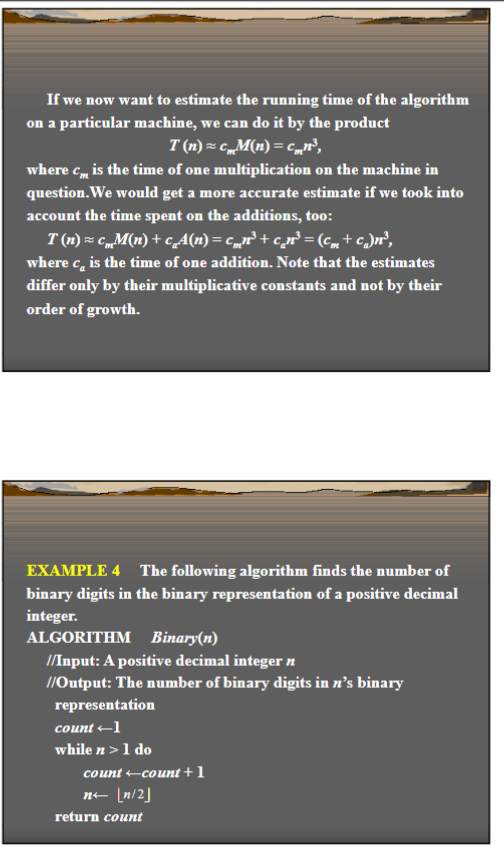 If we now want to estimate the running time of the algorithm
on a particular machine, we can do it by the product
T (n) ≈ cₘM(n) = cₘn³,
where cₘ is the time of one multiplication on the machine in
question.We would get a more accurate estimate if we took into
account the time spent on the additions, too:
T (n) ≈ cₘM(n) + cₐA(n) = cₘn³ + cₐn³ = (cₘ + cₐ)n³,
where cₐ is the time of one addition. Note that the estimates
differ only by their multiplicative constants and not by their
order of growth.
EXAMPLE 4 The following algorithm finds the number of
binary digits in the binary representation of a positive decimal
integer.
ALGORITHM Binary(n)
//Input: A positive decimal integer n
//Output: The number of binary digits in n’s binary
representation
count ←1
while n > 1 do
count ←count + 1
n← ⌊n/2⌋
return count